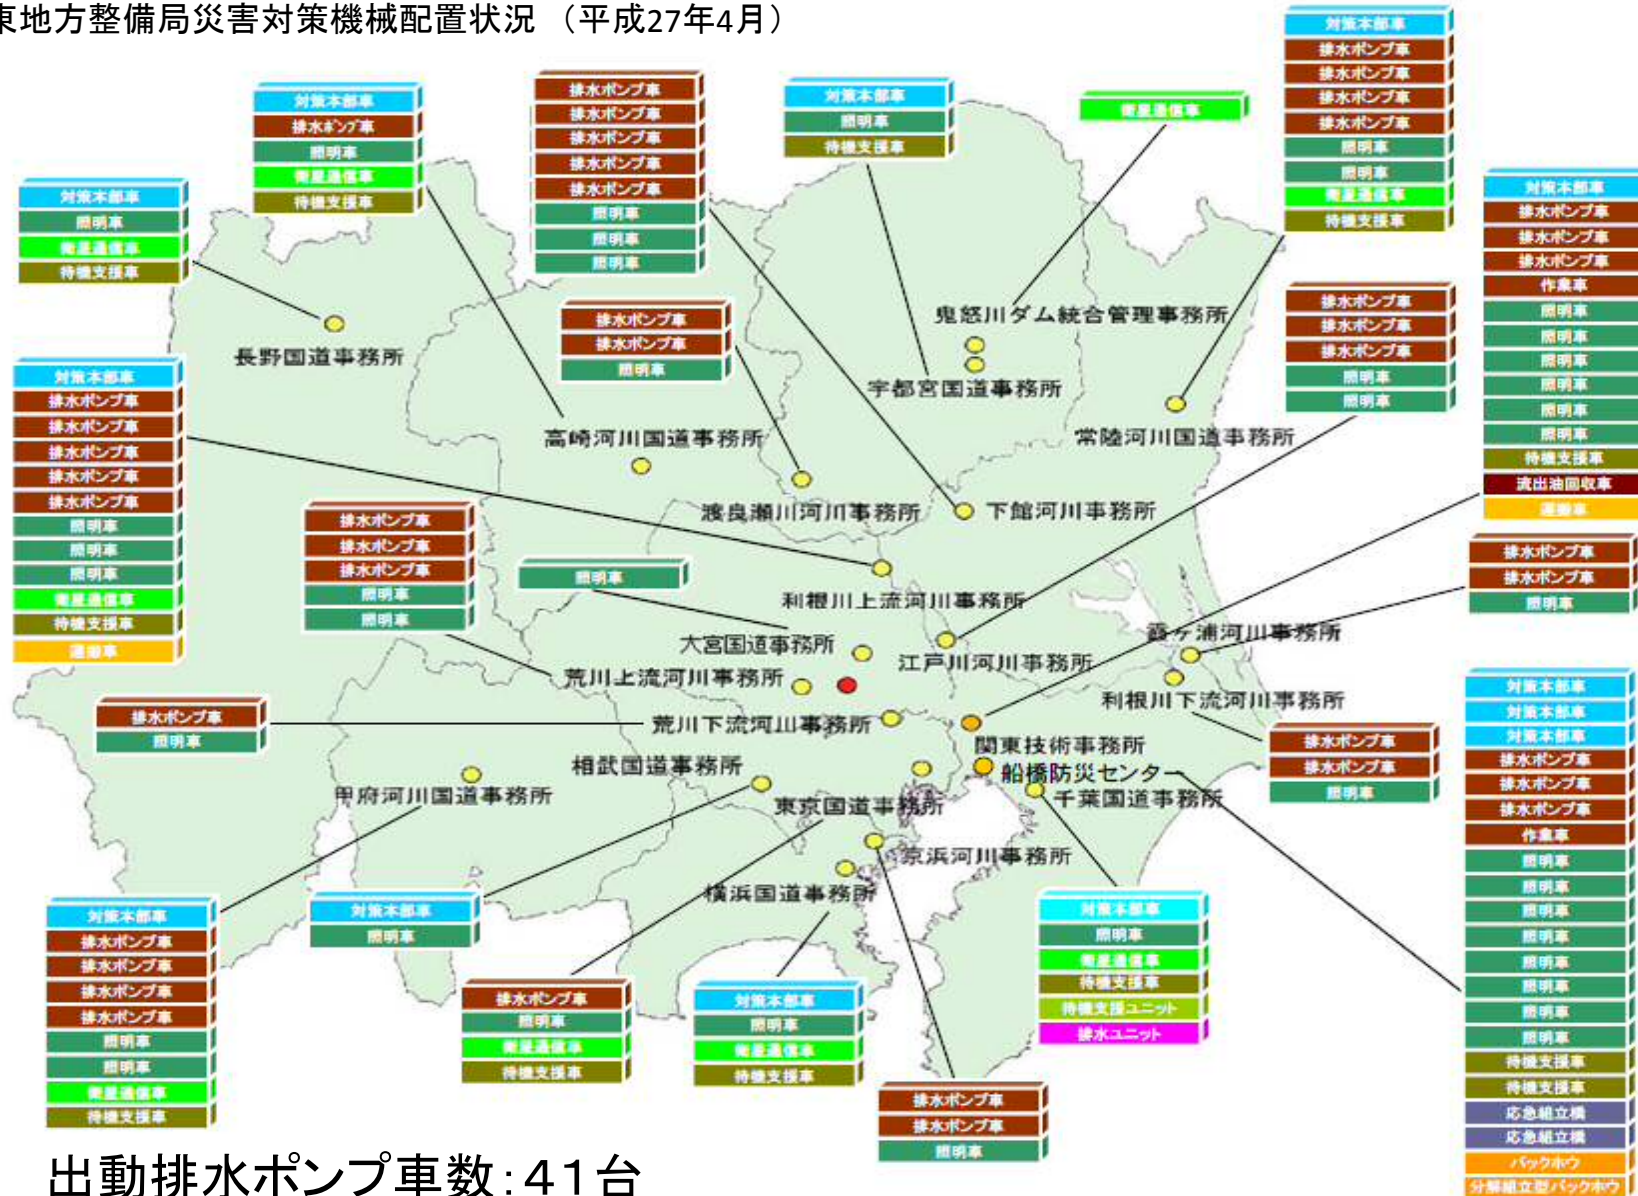 東地方整備局災害対策機械配置状況 （平成27年4月）
対策本部車
排水ポンプ車
照明車
衛星通信車
待機支援車
排水ポンプ車
排水ポンプ車
排水ポンプ車
排水ポンプ車
排水ポンプ車
照明車
照明車
照明車
対策本部車
照明車
待機支援車
衛星通信車
対策本部車
排水ポンプ車
排水ポンプ車
排水ポンプ車
排水ポンプ車
照明車
照明車
衛星通信車
待機支援車
対策本部車
照明車
衛星通信車
待機支援車
対策本部車
排水ポンプ車
排水ポンプ車
排水ポンプ車
作業車
照明車
照明車
照明車
照明車
照明車
照明車
待機支援車
流出油回収車
運搬車
排水ポンプ車
排水ポンプ車
照明車
排水ポンプ車
排水ポンプ車
排水ポンプ車
照明車
照明車
鬼怒川ダム統合管理事務所
長野国道事務所
宇都宮国道事務所
高崎河川国道事務所
常陸河川国道事務所
対策本部車
排水ポンプ車
排水ポンプ車
排水ポンプ車
排水ポンプ車
排水ポンプ車
照明車
照明車
照明車
衛星通信車
待機支援車
運搬車
渡良瀬川河川事務所
下館河川事務所
排水ポンプ車
排水ポンプ車
排水ポンプ車
照明車
照明車
照明車
排水ポンプ車
排水ポンプ車
照明車
利根川上流河川事務所
大宮国道事務所
霞ヶ浦河川事務所
江戸川河川事務所
荒川上流河川事務所
利根川下流河川事務所
排水ポンプ車
照明車
荒川下流河川事務所
関東技術事務所
排水ポンプ車
排水ポンプ車
照明車
相武国道事務所
船橋防災センター
甲府河川国道事務所
千葉国道事務所
東京国道事務所
京浜河川事務所
横浜国道事務所
対策本部車
対策本部車
対策本部車
排水ポンプ車
排水ポンプ車
排水ポンプ車
作業車
照明車
照明車
照明車
照明車
照明車
照明車
照明車
照明車
待機支援車
待機支援車
応急組立橋
応急組立橋
バックホウ
分解組立型バックホウ
対策本部車
排水ポンプ車
排水ポンプ車
排水ポンプ車
排水ポンプ車
照明車
照明車
衛星通信車
待機支援車
対策本部車
照明車
対策本部車
照明車
衛星通信車
待機支援車
待機支援ユニット
排水ユニット
排水ポンプ車
照明車
衛星通信車
待機支援車
対策本部車
照明車
衛星通信車
待機支援車
排水ポンプ車
排水ポンプ車
照明車
出動排水ポンプ車数：４１台